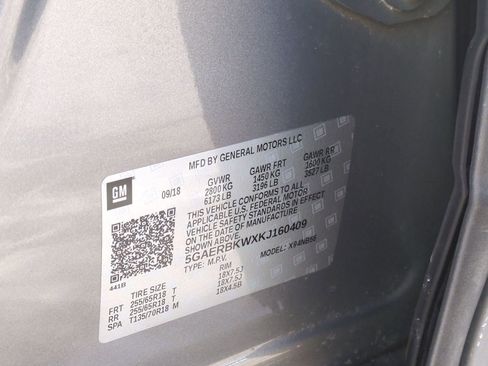 MFD BY GENERAL MOTORS LLC
GM
09/18
GVWR GAWR FRT GAWR RR
2800 KG 1450 KG 1600 KG
6173 LB 3196 LB 3527 LB
THIS VEHICLE CONFORMS TO ALL
APPLICABLE U.S. FEDERAL MOTOR
VEHICLE SAFETY STANDARDS IN EFFECT
ON THE DATE OF MANUFACTURE
SHOWN ABOVE.
5GAERBKWXKJ160409
TYPE: M.P.V. MODEL: X94NB56
441B
TIRE SIZE RIM
FRT 255/65R18 T 18X7.5J
RR 255/65R18 T 18X7.5J
SPA T135/70R18 M 18X4.5B